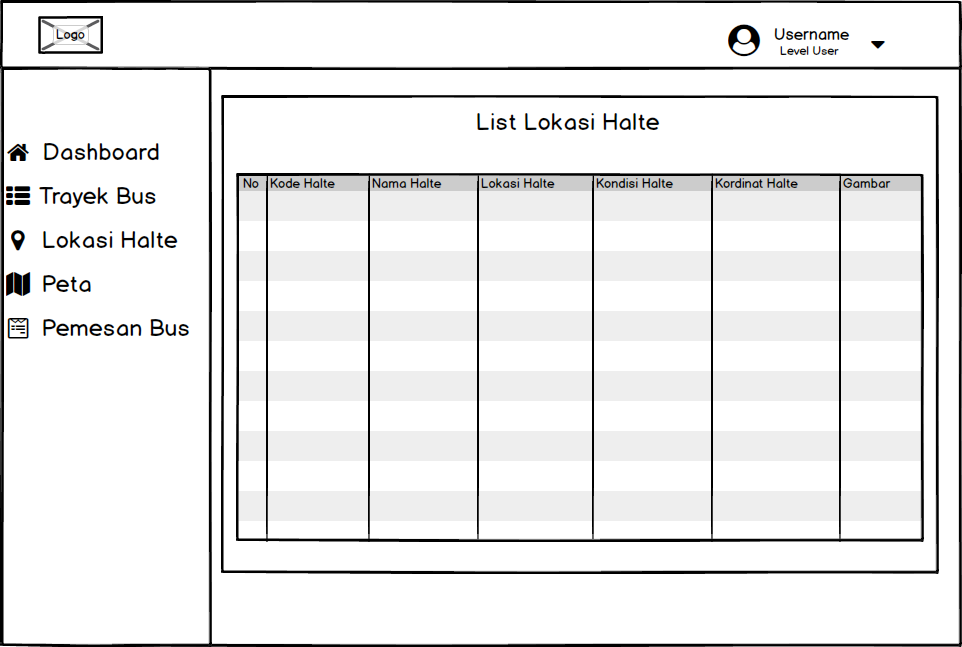 Logo
Username
Level User
Dashboard
Trayek Bus
Lokasi Halte
Peta
Pemesan Bus
List Lokasi Halte
No Kode Halte Nama Halte Lokasi Halte Kondisi Halte Kordinat Halte Gambar